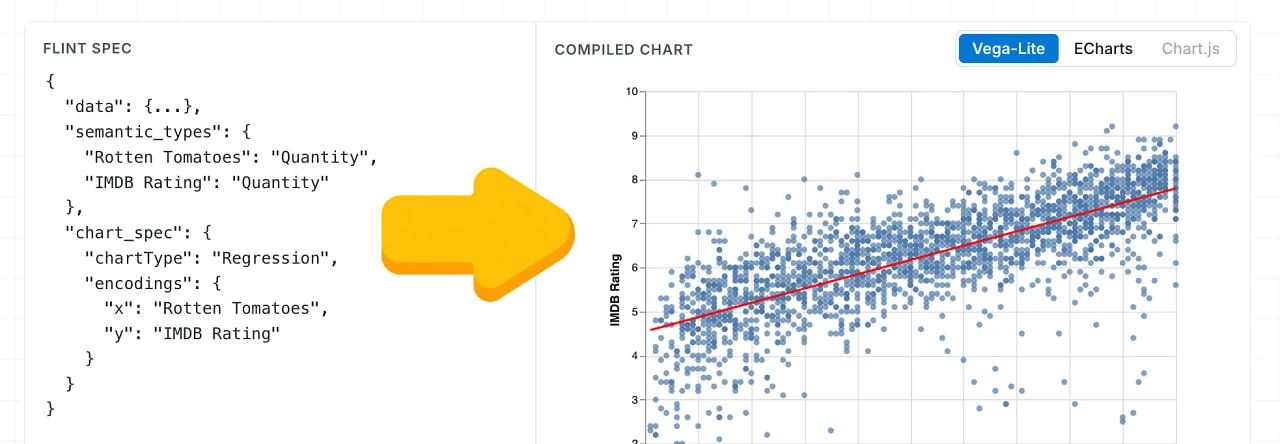 FLINT SPEC
{
"data": {...},
"semantic_types": {
"Rotten Tomatoes": "Quantity",
"IMDB Rating": "Quantity"
},
"chart_spec": {
"chartType": "Regression",
"encodings": {
"x": "Rotten Tomatoes",
"y": "IMDB Rating"
}
}
}
COMPILED CHART
Vega-Lite
ECharts
Chart.js
10
9
8
7
6
5
4
3
2
IMDB Rating